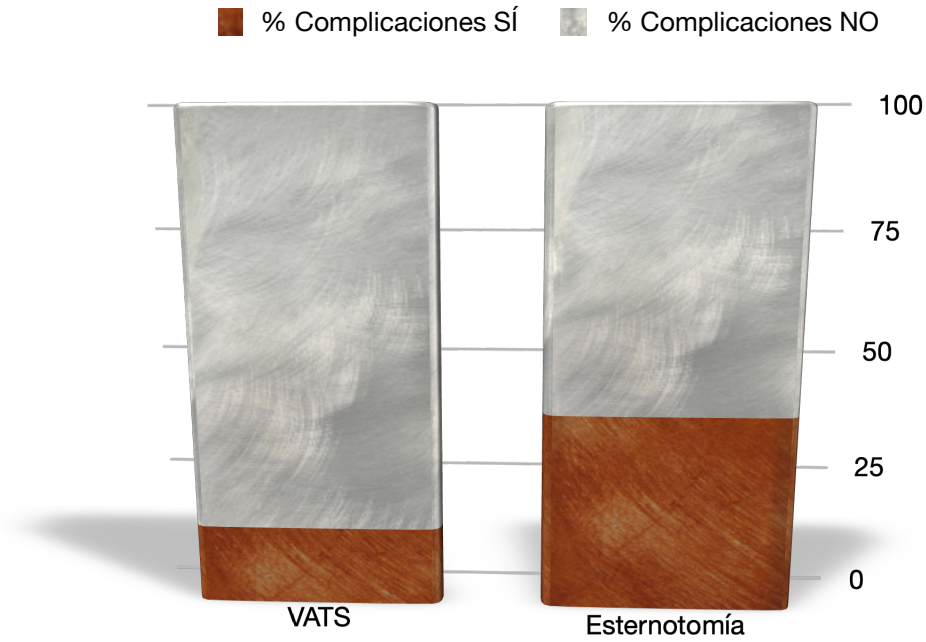 % Complicaciones SÍ % Complicaciones NO
100
75
50
25
0
VATS
Esternotomía